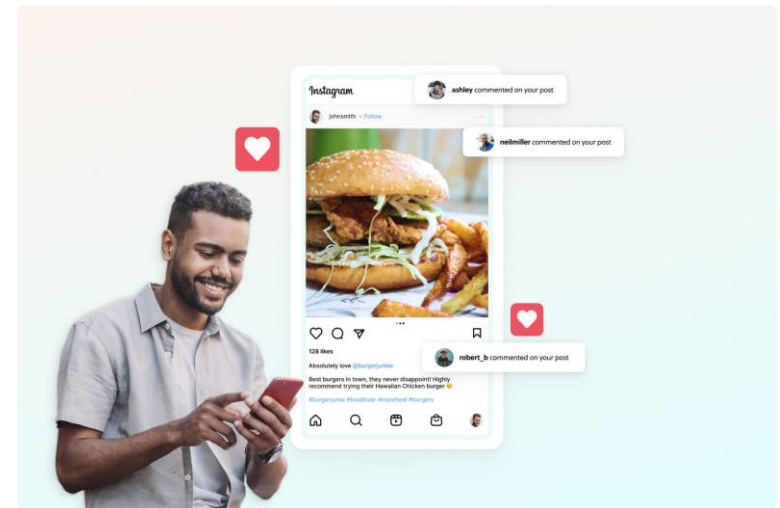 Instagram
ashley commented on your post
johnsmith • Follow
neilmiller commented on your post
128 likes
robert_b commented on your post
Absolutely love @burgerjunkie
Best burgers in town, they never disappoint! Highly
recommend trying their Hawaiian Chicken burger 😋
#burgerjunkie #foodlover #instafood #burgers